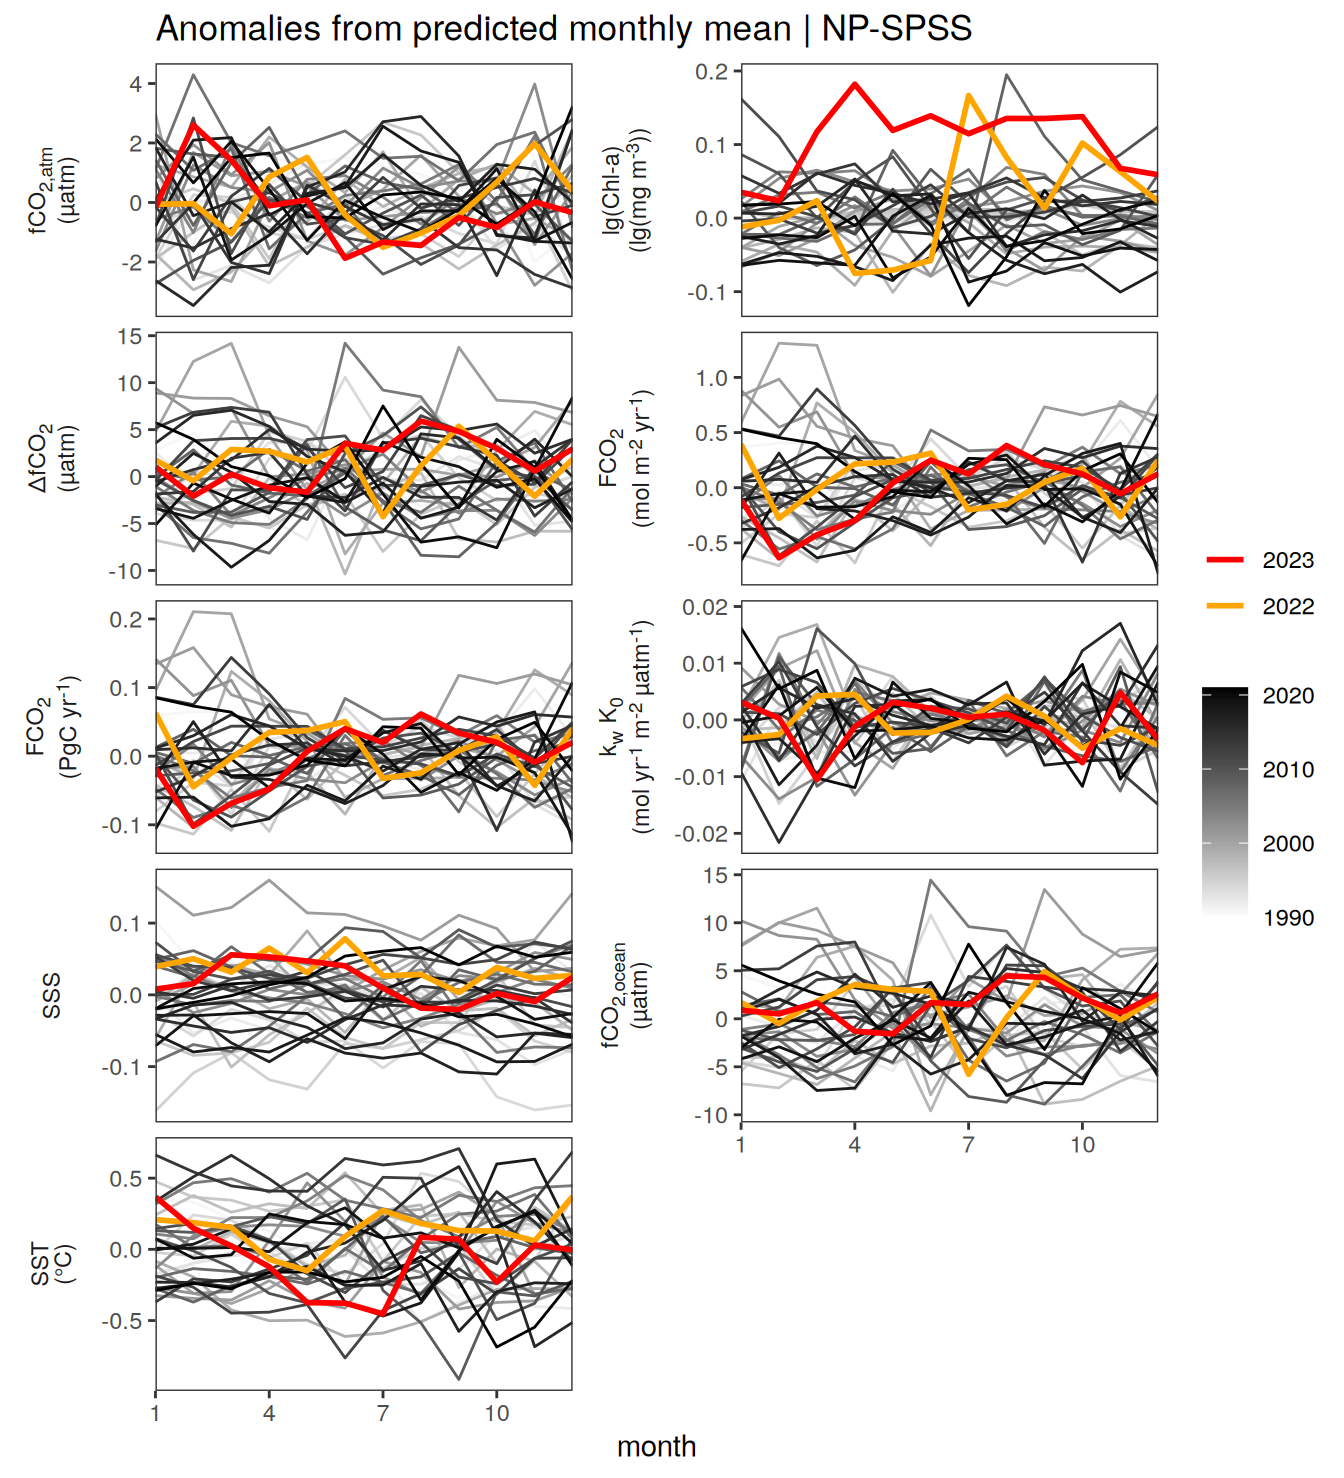 Anomalies from predicted monthly mean | NP-SPSS
fCO2,atm
(µatm)
4
2
0
-2
lg(Chl-a)
(lg(mg m-3))
0.2
0.1
0.0
-0.1
ΔfCO2
(µatm)
15
10
5
0
-5
-10
FCO2
(mol m-2 yr-1)
1.0
0.5
0.0
-0.5
FCO2
(PgC yr-1)
0.2
0.1
0.0
-0.1
kw K0
(mol yr-1 m-2 µatm-1)
0.02
0.01
0.00
-0.01
-0.02
SSS
0.1
0.0
-0.1
fCO2,ocean
(µatm)
15
10
5
0
-5
-10
1 4 7 10
SST
(°C)
0.5
0.0
-0.5
1 4 7 10
month
2023
2022
2020
2010
2000
1990